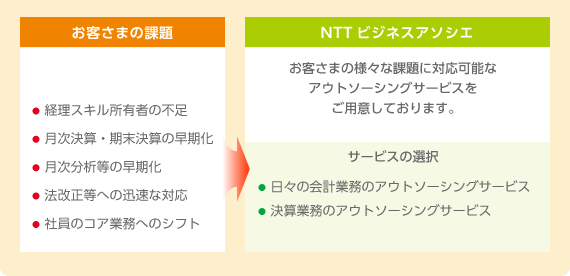 お客さまの課題
● 経理スキル所有者の不足
● 月次決算・期末決算の早期化
● 月次分析等の早期化
● 法改正等への迅速な対応
● 社員のコア業務へのシフト
NTTビジネスアソシエ
お客さまの様々な課題に対応可能な
アウトソーシングサービスを
ご用意しております。
サービスの選択
● 日々の会計業務のアウトソーシングサービス
● 決算業務のアウトソーシングサービス